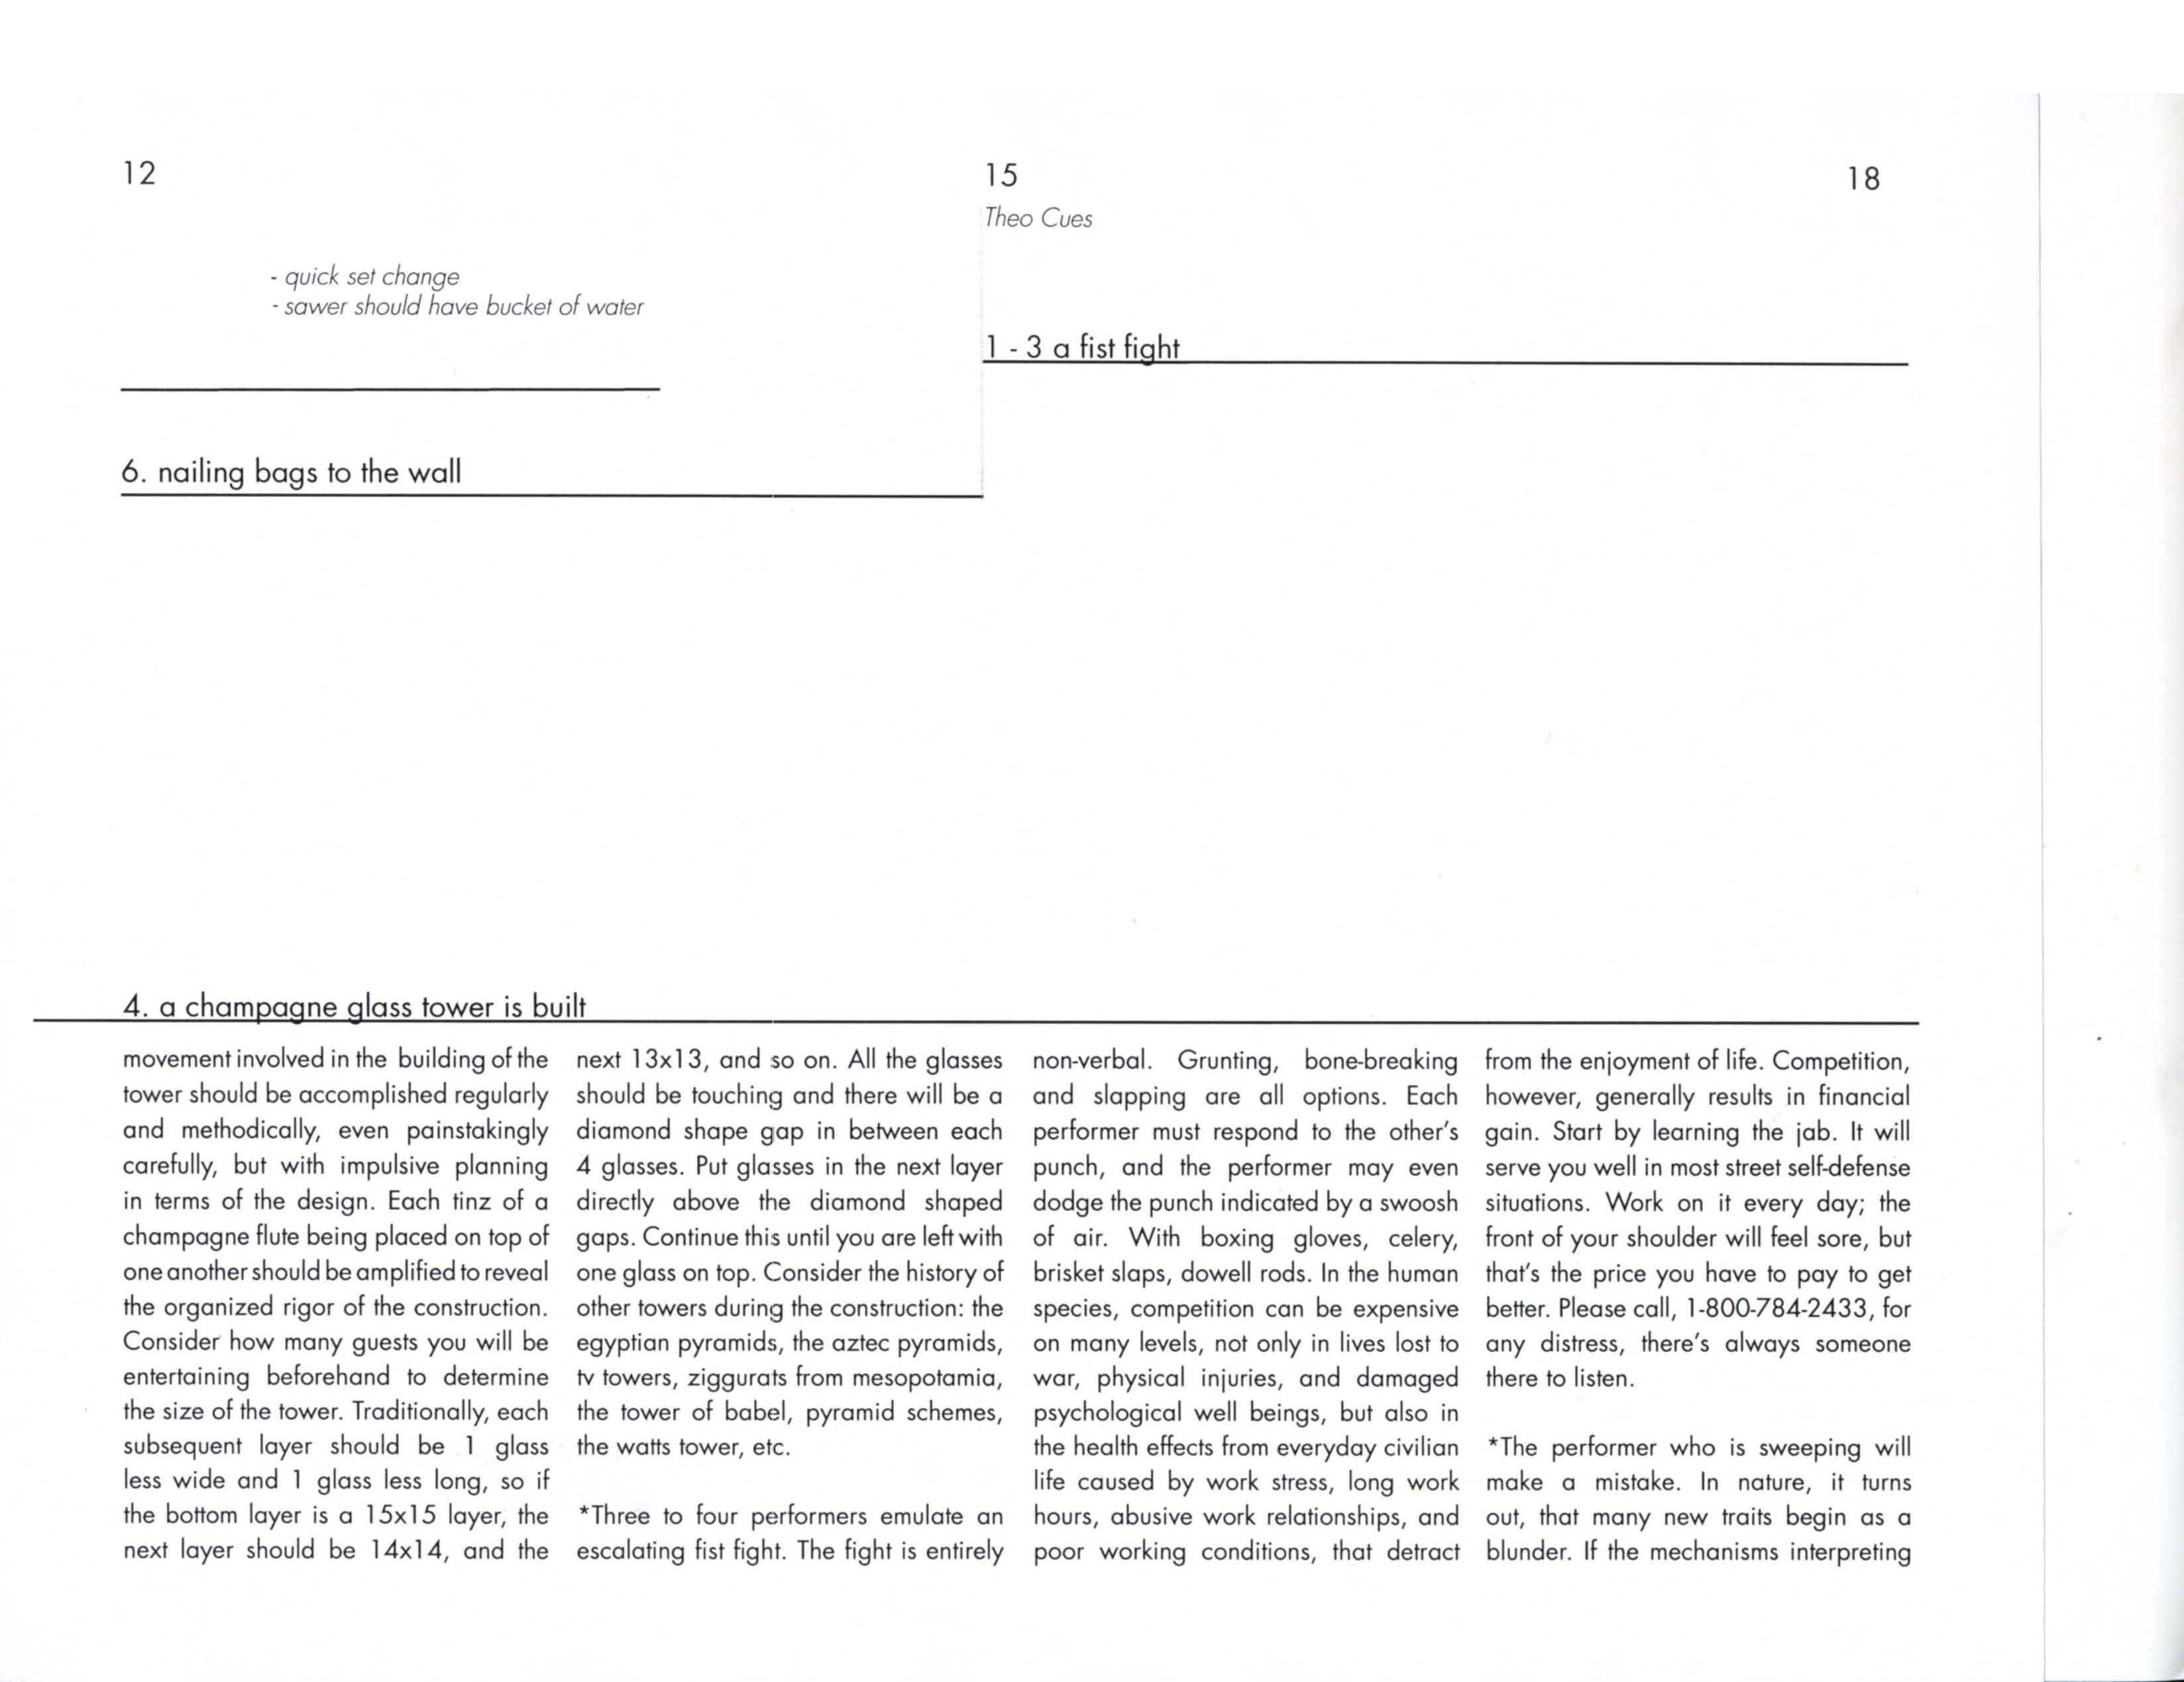 12
15
18
Theo Cues
- quick set change
- sawer should have bucket of water
1 - 3 a fist fight
6. nailing bags to the wall
4. a champagne glass tower is built
movement involved in the building of the
tower should be accomplished regularly
and methodically, even painstakingly
carefully, but with impulsive planning
in terms of the design. Each tinz of a
champagne flute being placed on top of
one another should be amplified to reveal
the organized rigor of the construction.
Consider how many guests you will be
entertaining beforehand to determine
the size of the tower. Traditionally, each
subsequent layer should be 1 glass
less wide and 1 glass less long, so if
the bottom layer is a 15x15 layer, the
next layer should be 14x14, and the
next 13x13, and so on. All the glasses
should be touching and there will be a
diamond shape gap in between each
4 glasses. Put glasses in the next layer
directly above the diamond shaped
gaps. Continue this until you are left with
one glass on top. Consider the history of
other towers during the construction: the
egyptian pyramids, the aztec pyramids,
tv towers, ziggurats from mesopotamia,
the tower of babel, pyramid schemes,
the watts tower, etc.
*Three to four performers emulate an
escalating fist fight. The fight is entirely
non-verbal. Grunting, bone-breaking
and slapping are all options. Each
performer must respond to the other's
punch, and the performer may even
dodge the punch indicated by a swoosh
of air. With boxing gloves, celery,
brisket slaps, dowell rods. In the human
species, competition can be expensive
on many levels, not only in lives lost to
war, physical injuries, and damaged
psychological well beings, but also in
the health effects from everyday civilian
life caused by work stress, long work
hours, abusive work relationships, and
poor working conditions, that detract
from the enjoyment of life. Competition,
however, generally results in financial
gain. Start by learning the jab. It will
serve you well in most street self-defense
situations. Work on it every day; the
front of your shoulder will feel sore, but
that's the price you have to pay to get
better. Please call, 1-800-784-2433, for
any distress, there's always someone
there to listen.
*The performer who is sweeping will
make a mistake. In nature, it turns
out, that many new traits begin as a
blunder. If the mechanisms interpreting